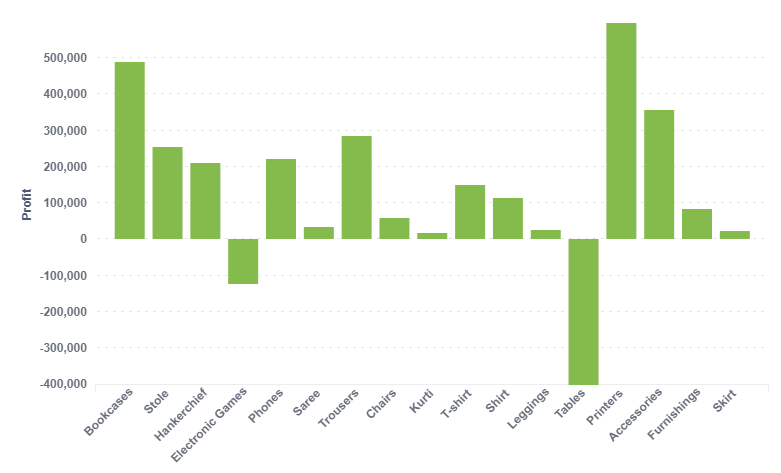 Profit
500,000
400,000
300,000
200,000
100,000
0
-100,000
-200,000
-300,000
-400,000
Bookcases
Stole
Hankerchief
Electronic Games
Phones
Saree
Trousers
Chairs
Kurti
T-shirt
Shirt
Leggings
Tables
Printers
Accessories
Furnishings
Skirt